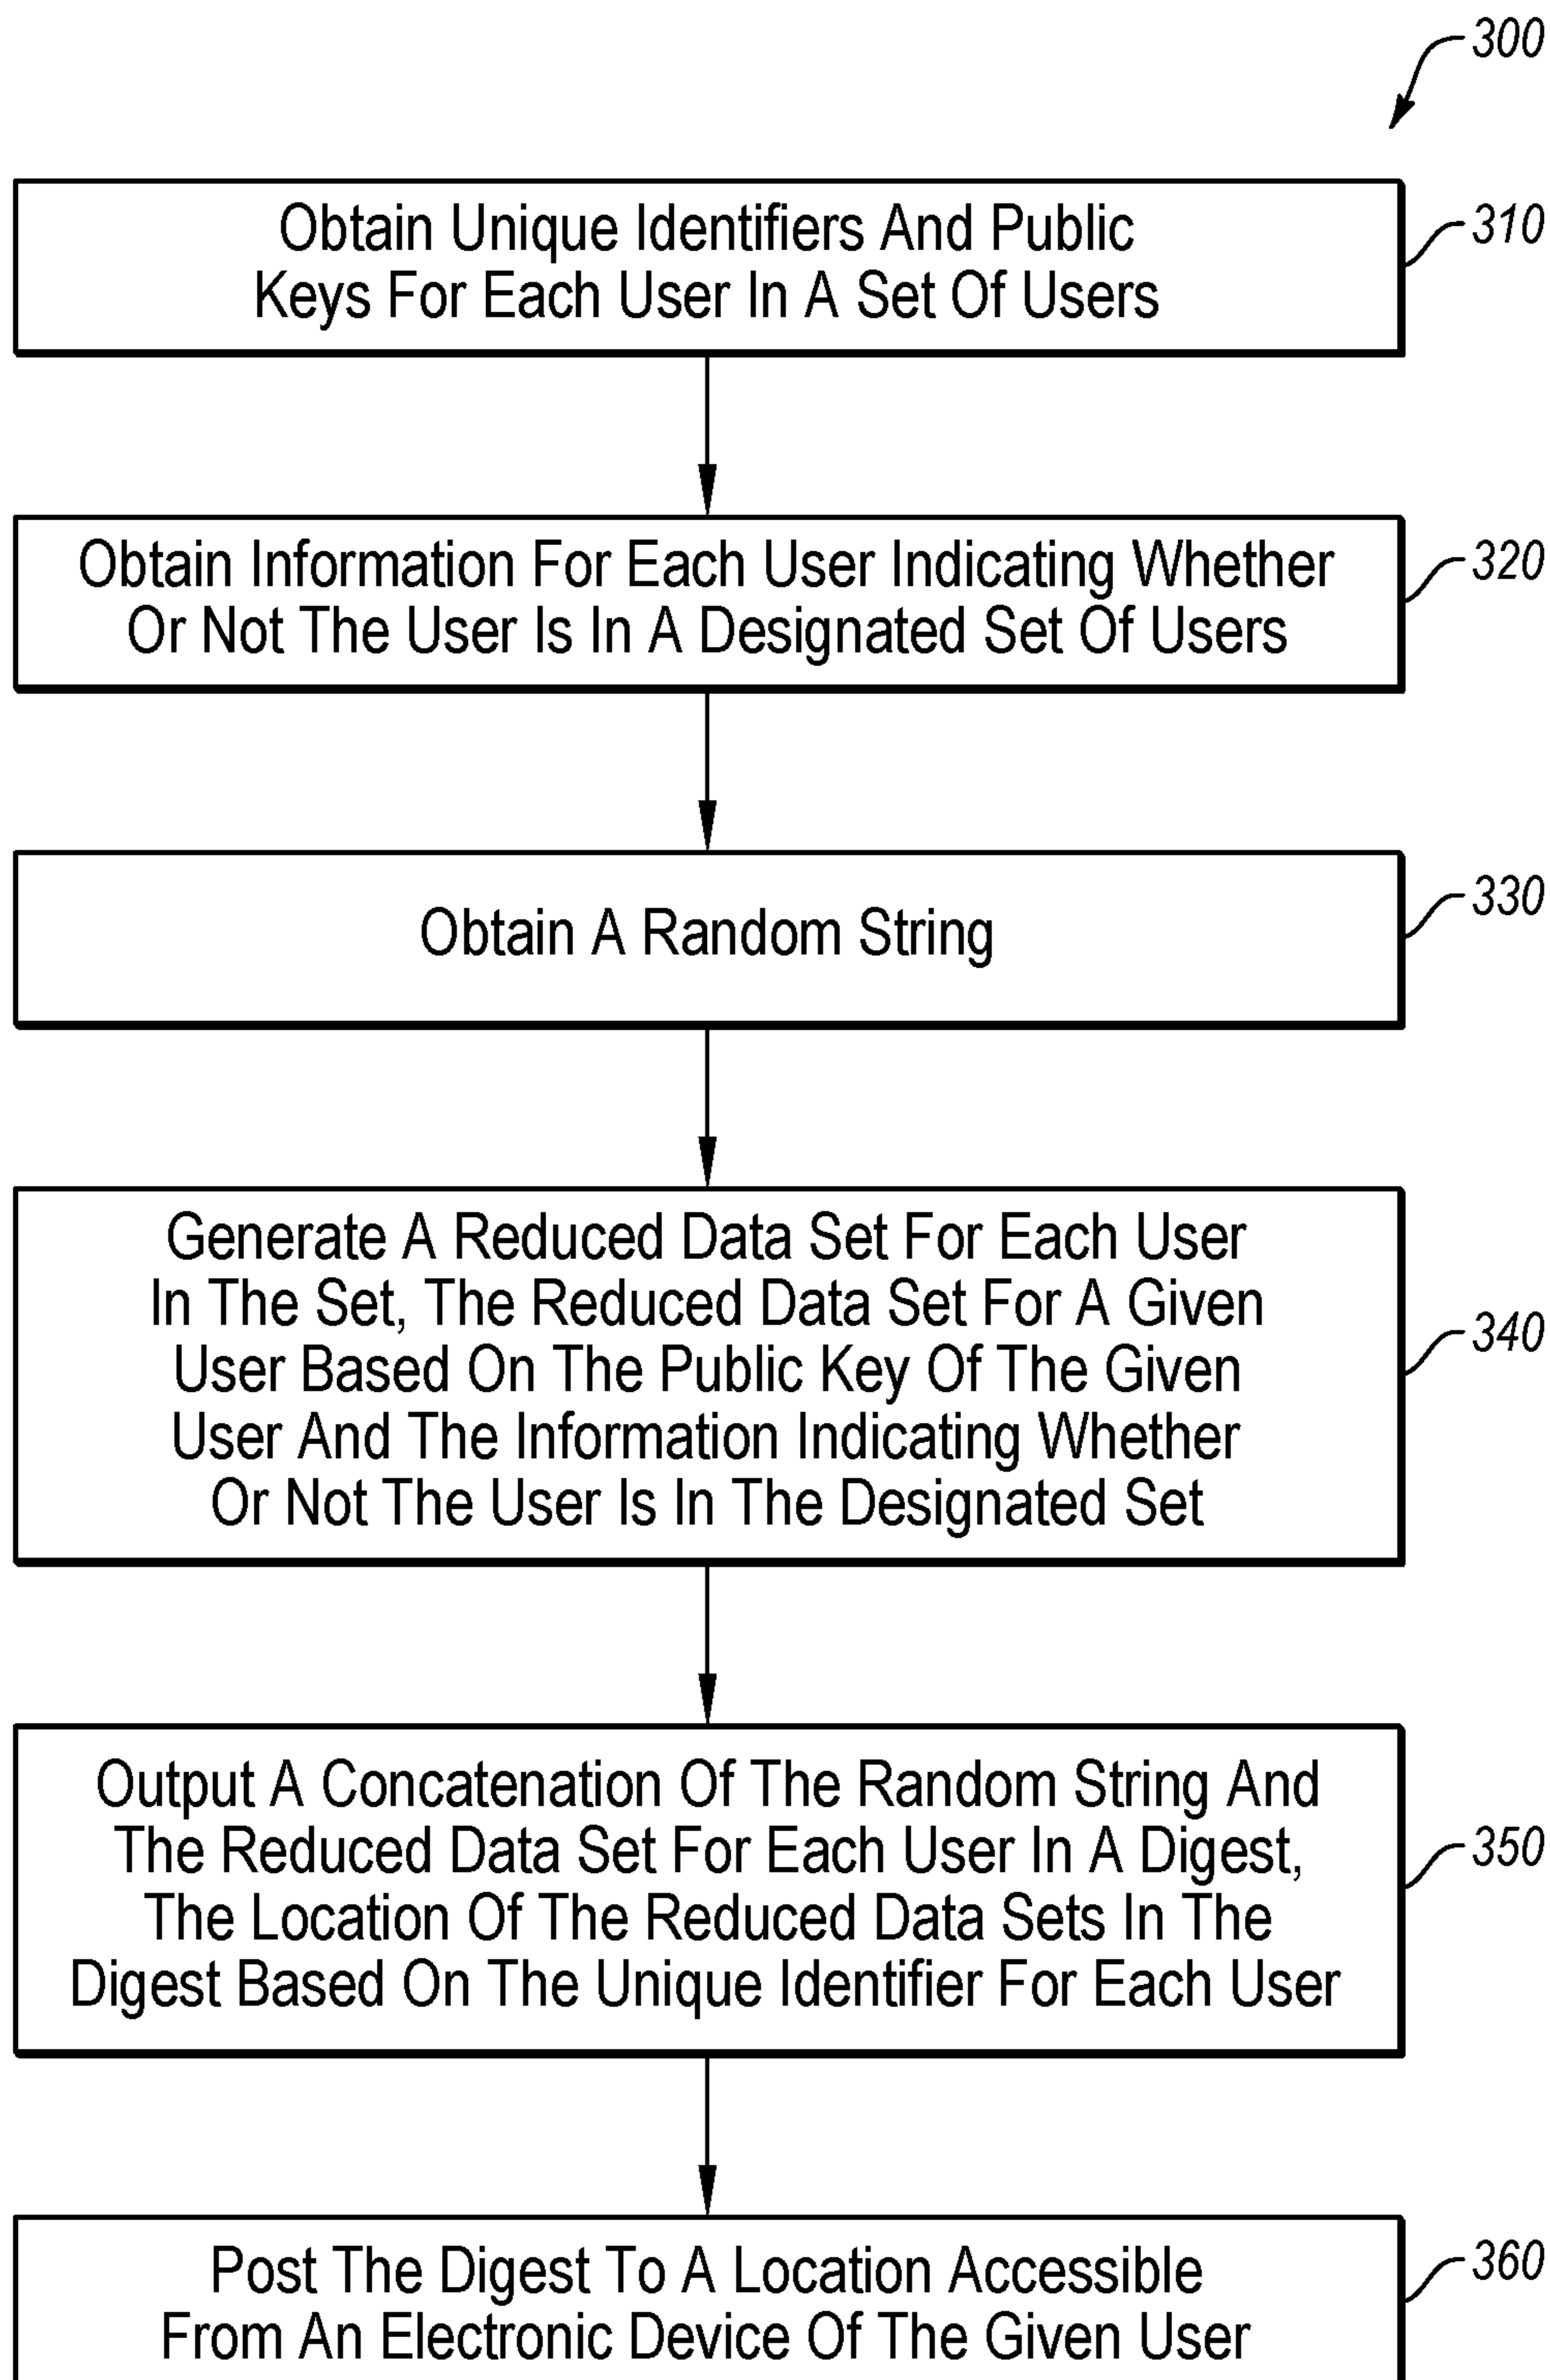 300
Obtain Unique Identifiers And Public
Keys For Each User In A Set Of Users
310
Obtain Information For Each User Indicating Whether
Or Not The User Is In A Designated Set Of Users
320
Obtain A Random String
330
Generate A Reduced Data Set For Each User
In The Set, The Reduced Data Set For A Given
User Based On The Public Key Of The Given
User And The Information Indicating Whether
Or Not The User Is In The Designated Set
340
Output A Concatenation Of The Random String And
The Reduced Data Set For Each User In A Digest,
The Location Of The Reduced Data Sets In The
Digest Based On The Unique Identifier For Each User
350
Post The Digest To A Location Accessible
From An Electronic Device Of The Given User
360